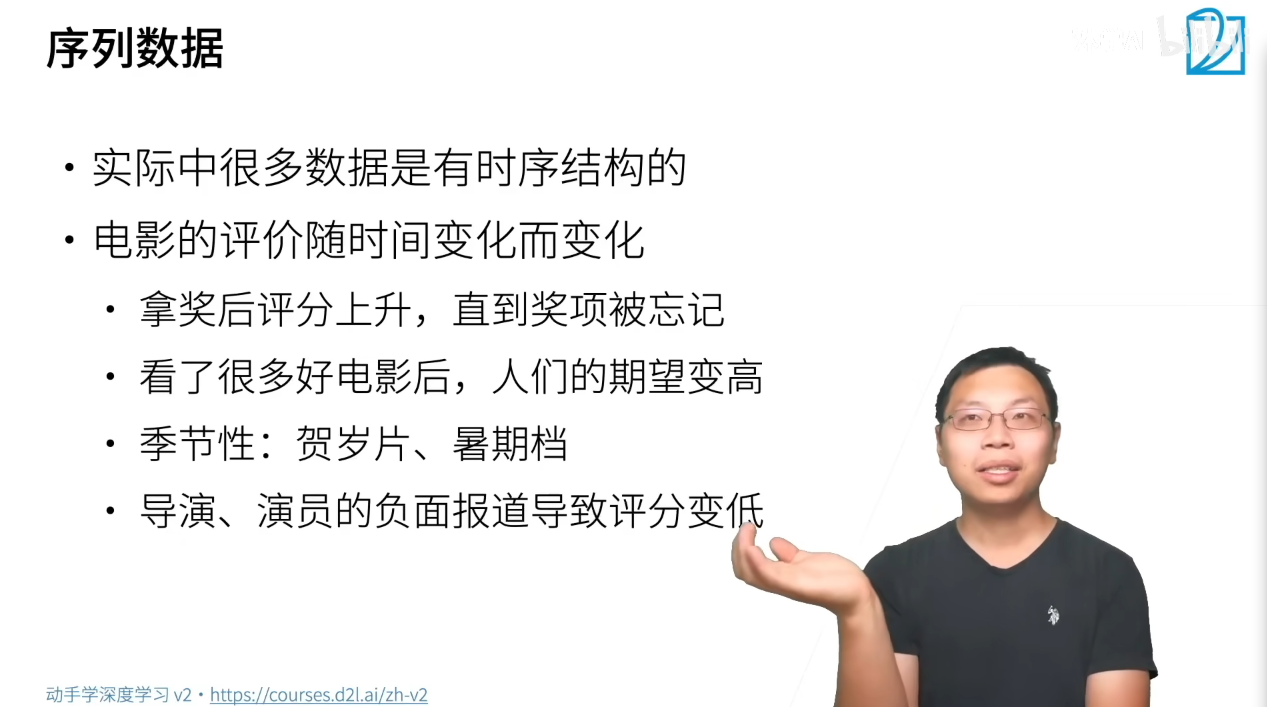 序列数据
bilibili
• 实际中很多数据是有时序结构的
• 电影的评价随时间变化而变化
• 拿奖后评分上升，直到奖项被忘记
• 看了很多好电影后，人们的期望变高
• 季节性：贺岁片、暑期档
• 导演、演员的负面报道导致评分变低
动手学深度学习 v2 • https://courses.d2l.ai/zh-v2